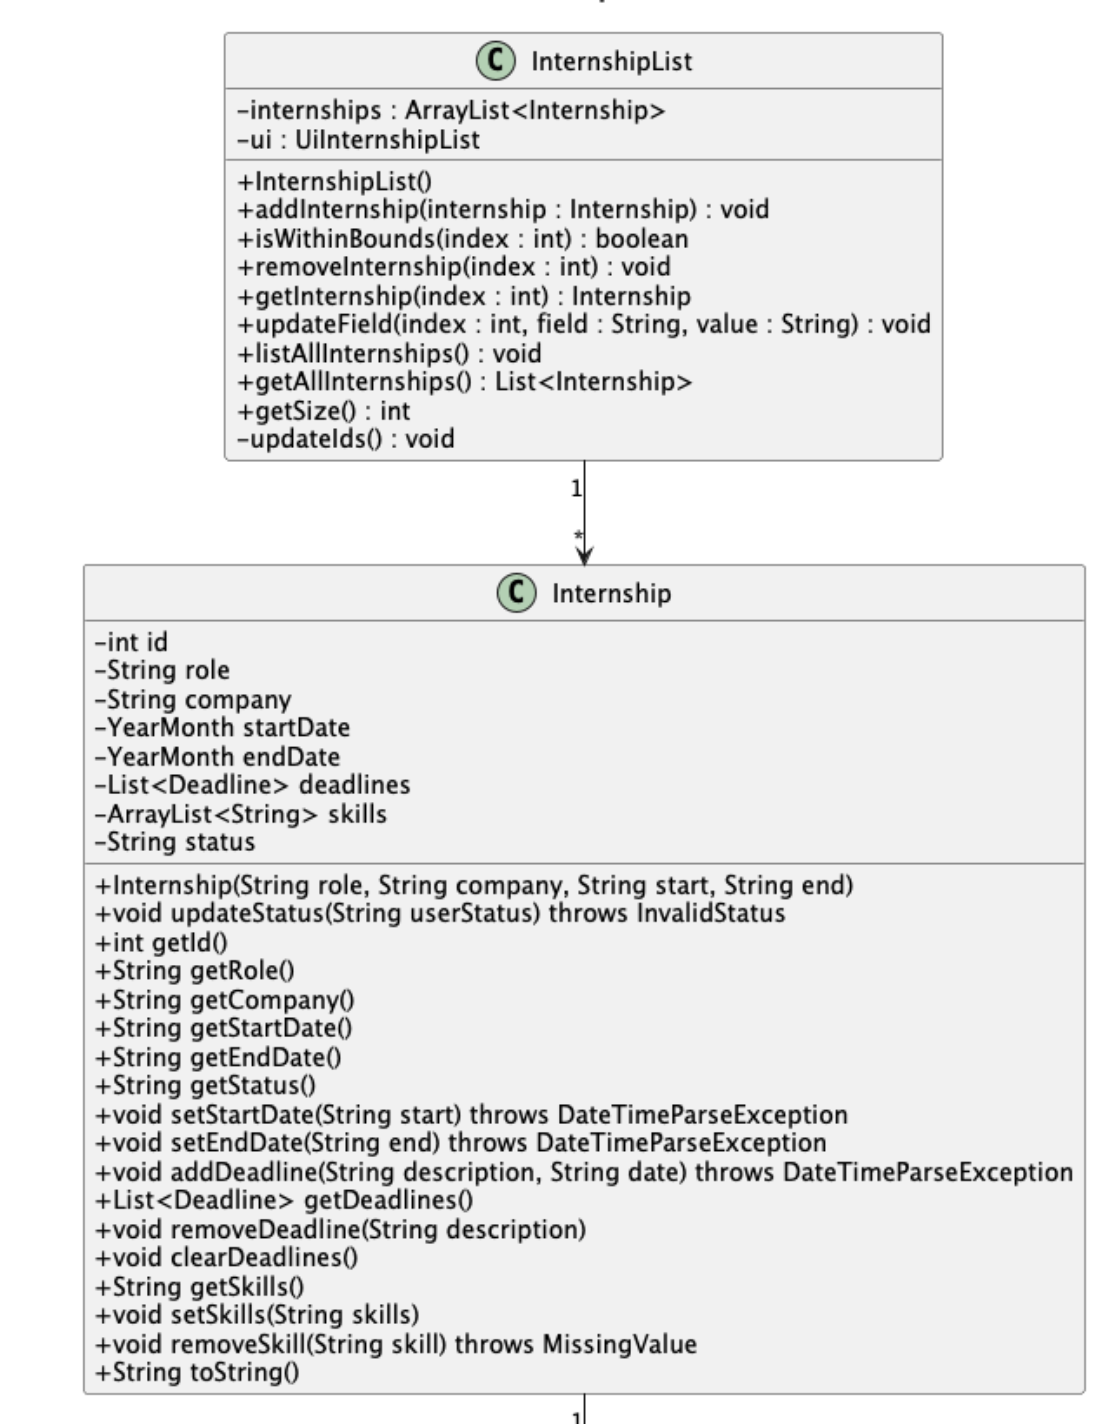 C InternshipList
-internships : ArrayList<Internship>
-ui : UiInternshipList
+InternshipList()
+addInternship(internship : Internship) : void
+isWithinBounds(index : int) : boolean
+removeInternship(index : int) : void
+getInternship(index : int) : Internship
+updateField(index : int, field : String, value : String) : void
+listAllInternships() : void
+getAllInternships() : List<Internship>
+getSize() : int
-updateIds() : void
1
*
C Internship
-int id
-String role
-String company
-YearMonth startDate
-YearMonth endDate
-List<Deadline> deadlines
-ArrayList<String> skills
-String status
+Internship(String role, String company, String start, String end)
+void updateStatus(String userStatus) throws InvalidStatus
+int getId()
+String getRole()
+String getCompany()
+String getStartDate()
+String getEndDate()
+String getStatus()
+void setStartDate(String start) throws DateTimeParseException
+void setEndDate(String end) throws DateTimeParseException
+void addDeadline(String description, String date) throws DateTimeParseException
+List<Deadline> getDeadlines()
+void removeDeadline(String description)
+void clearDeadlines()
+String getSkills()
+void setSkills(String skills)
+void removeSkill(String skill) throws MissingValue
+String toString()
1